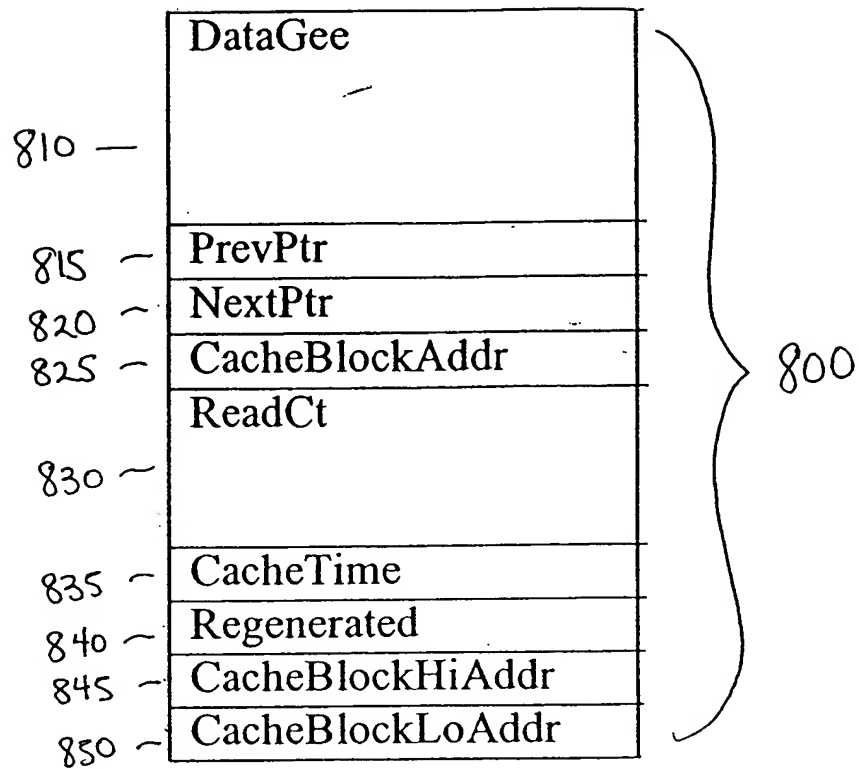 DataGee
810
PrevPtr
815
NextPtr
820
CacheBlockAddr
825
ReadCt
800
830
CacheTime
835
Regenerated
840
CacheBlockHiAddr
845
CacheBlockLoAddr
850